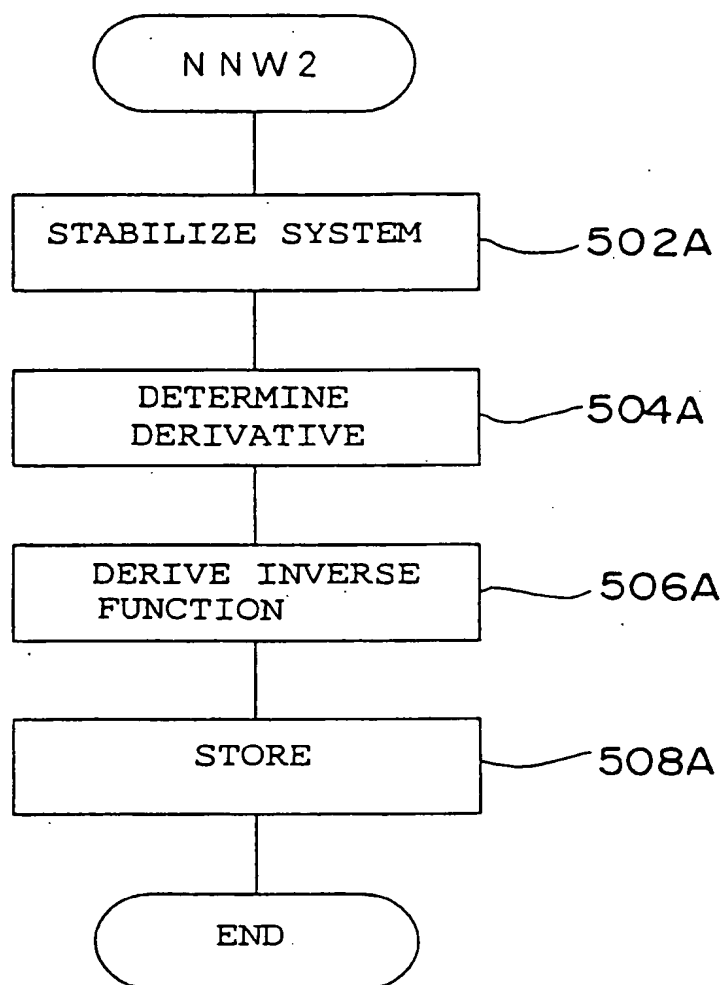 NNW2
STABILIZE SYSTEM
502A
DETERMINE
DERIVATIVE
504A
DERIVE INVERSE
FUNCTION
506A
STORE
508A
END